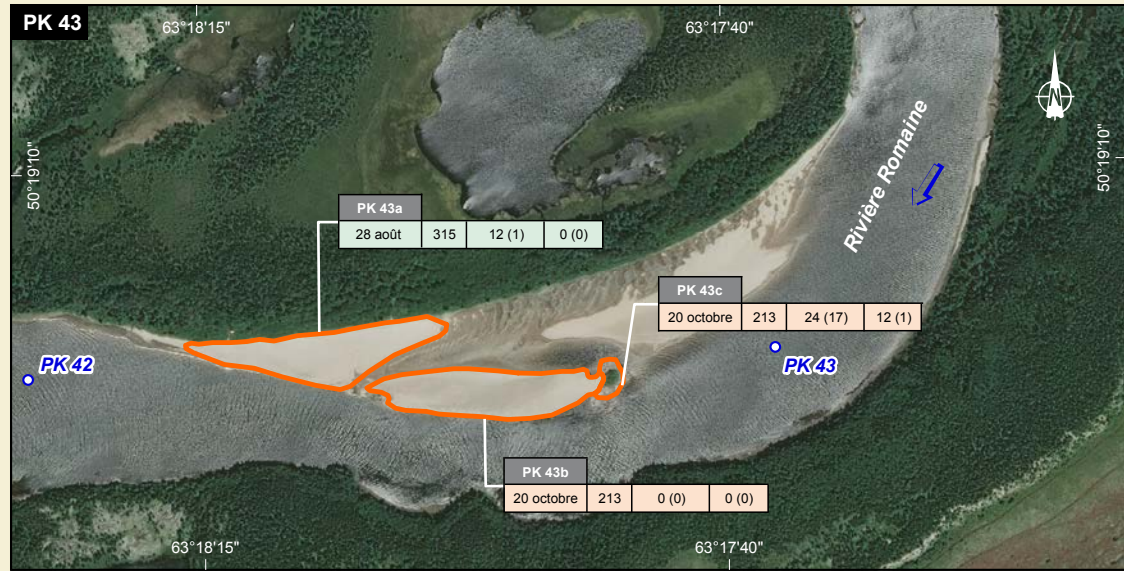 PK 43
63°18'15"
63°17'40"
N
50°19'10"
50°19'10"
Rivière Romaine
PK 43a
28 août 315 12 (1) 0 (0)
PK 43c
20 octobre 213 24 (17) 12 (1)
PK 42
PK 43
PK 43b
20 octobre 213 0 (0) 0 (0)
63°18'15"
63°17'40"